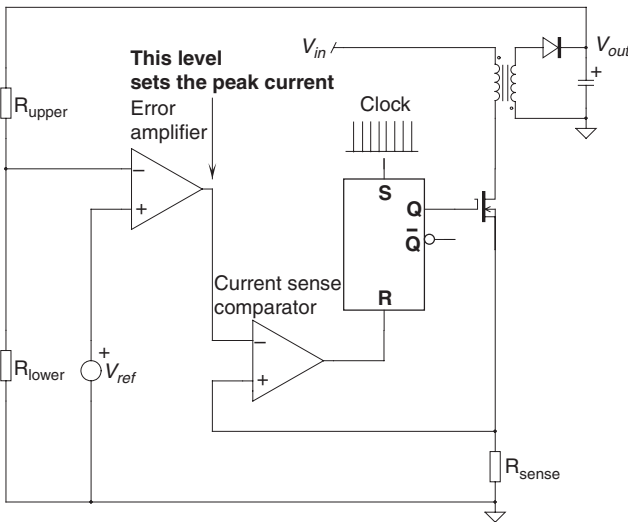 This level
sets the peak current
V_in
V_out
+
R_upper
Error
amplifier
Clock
−
+
S
Q
Q̅
R
Current sense
comparator
−
+
R_lower
+
V_ref
R_sense